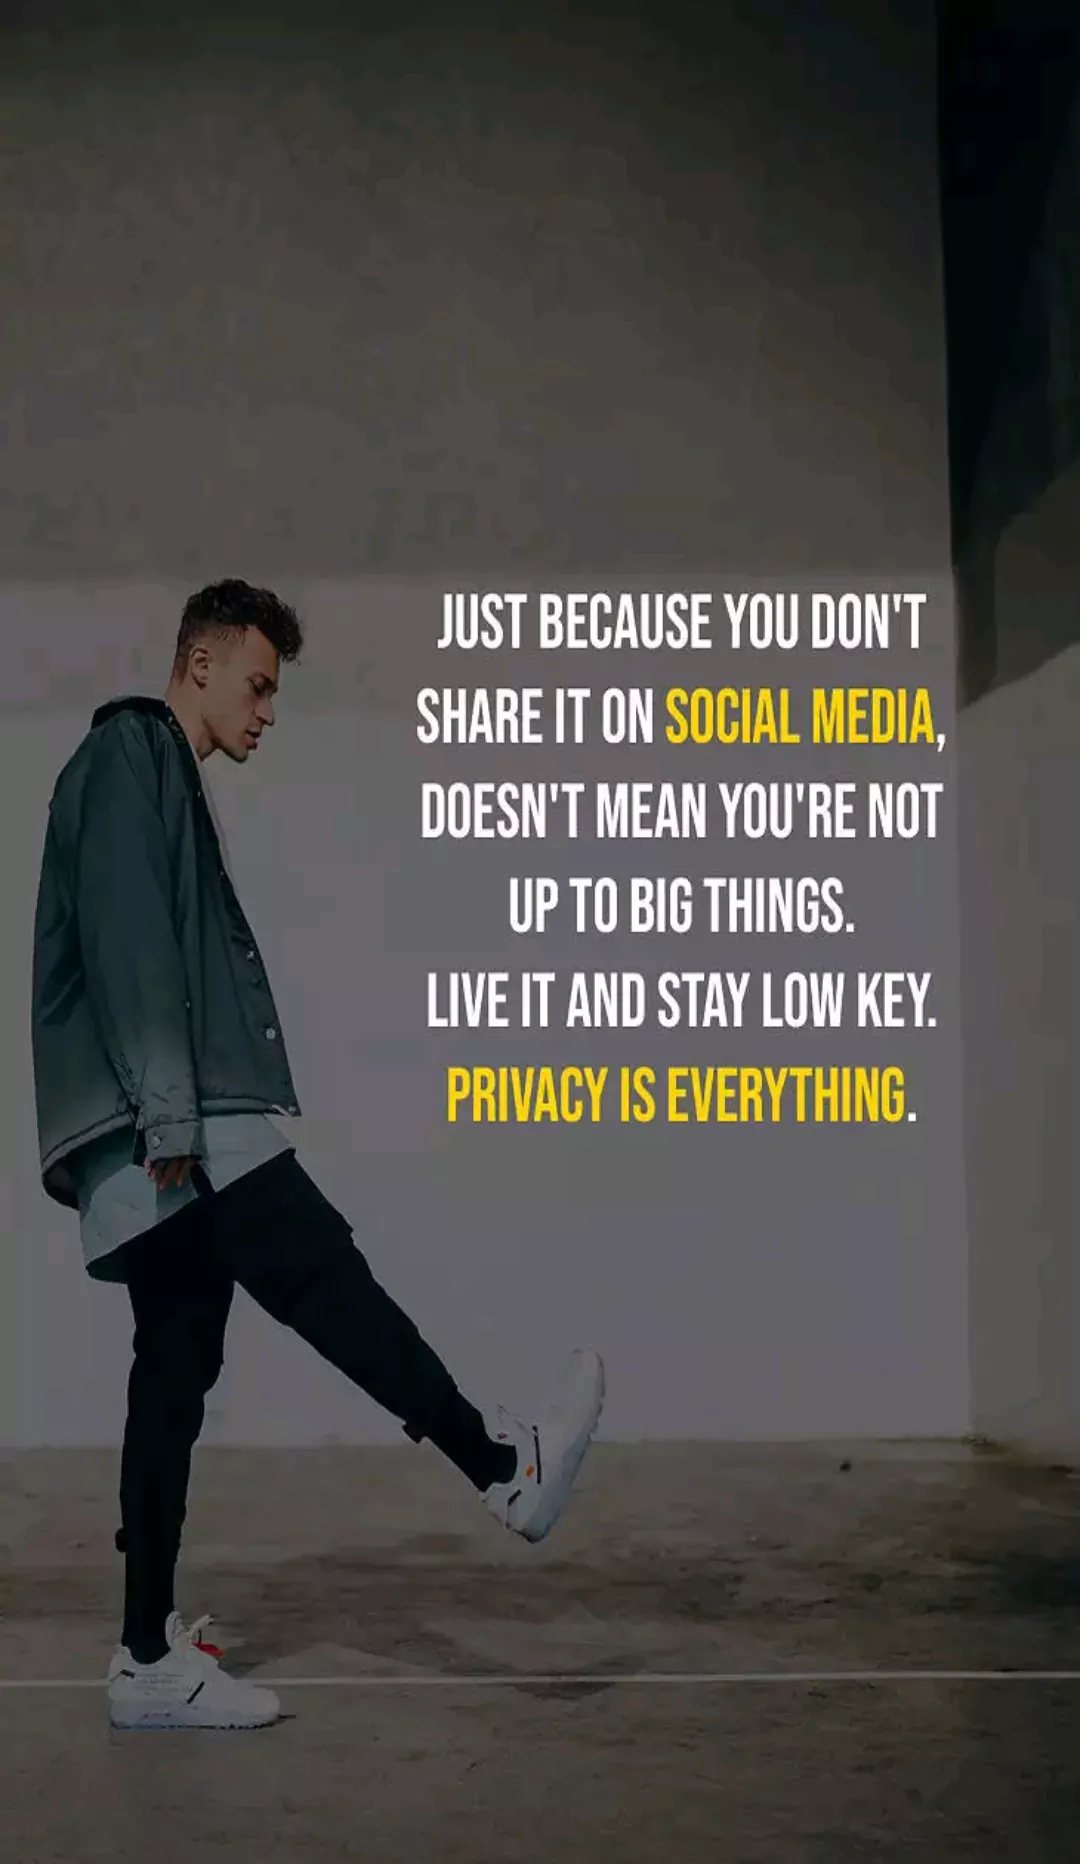 JUST BECAUSE YOU DON'T
SHARE IT ON SOCIAL MEDIA,
DOESN'T MEAN YOU'RE NOT
UP TO BIG THINGS.
LIVE IT AND STAY LOW KEY.
PRIVACY IS EVERYTHING.